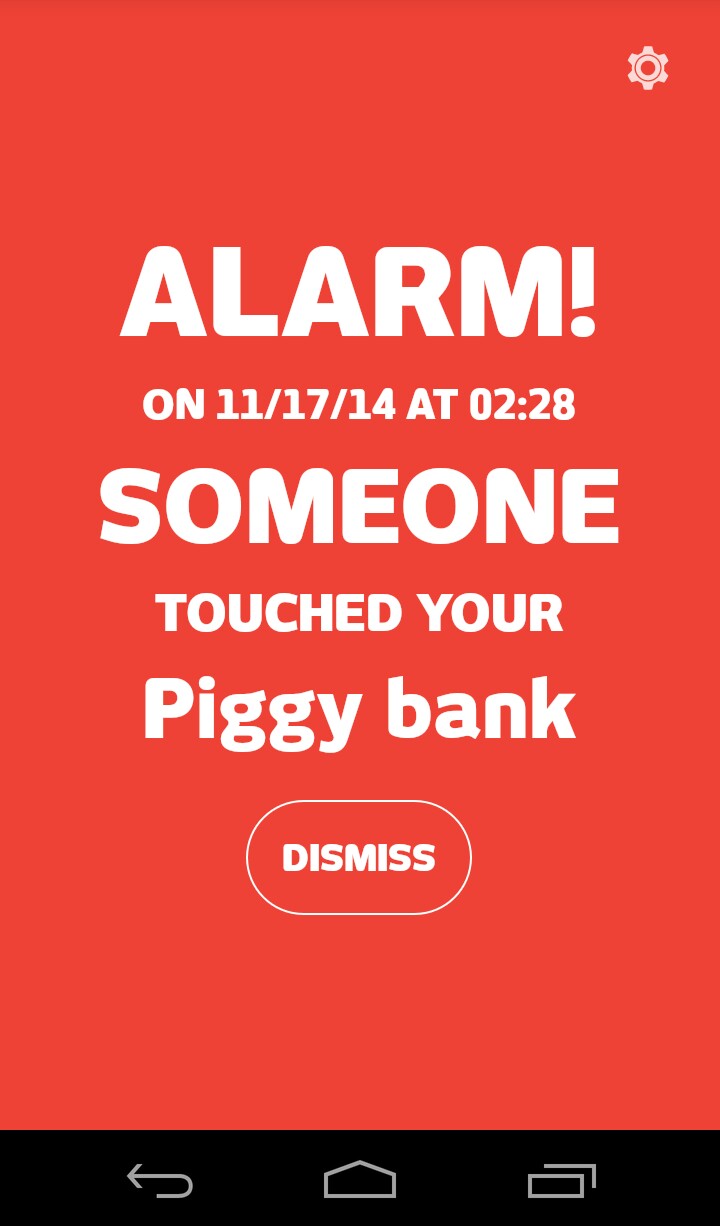 ALARM!
ON 11/17/14 AT 02:28
SOMEONE
TOUCHED YOUR
Piggy bank
DISMISS